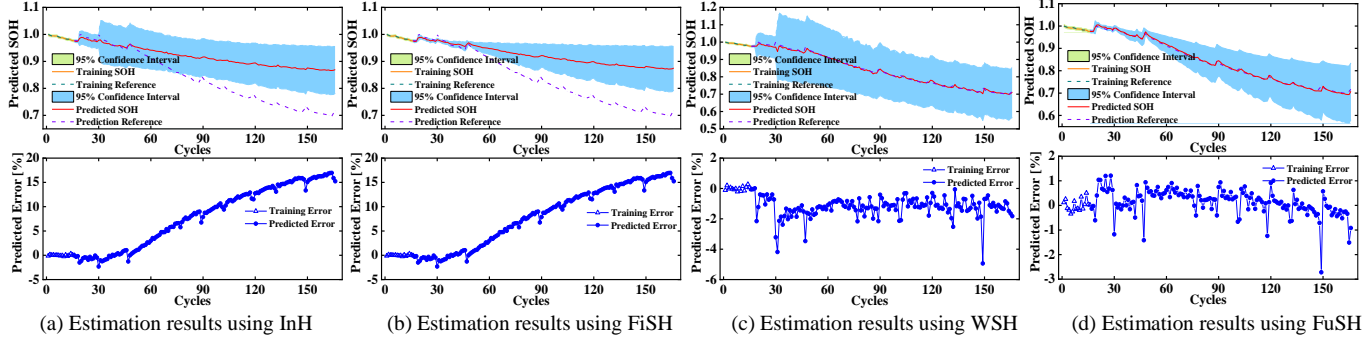 1.1
1.0
0.9
0.8
0.7
Predicted SOH
95% Confidence Interval
Training SOH
Training Reference
95% Confidence Interval
Predicted SOH
Prediction Reference
0 30 60 90 120 150
Cycles
20
15
10
5
0
-5
Predicted Error [%]
Training Error
Predicted Error
0 30 60 90 120 150
Cycles
(a) Estimation results using InH
1.1
1.0
0.9
0.8
0.7
Predicted SOH
95% Confidence Interval
Training SOH
Training Reference
95% Confidence Interval
Predicted SOH
Prediction Reference
0 30 60 90 120 150
Cycles
20
15
10
5
0
-5
Predicted Error [%]
Training Error
Predicted Error
0 30 60 90 120 150
Cycles
(b) Estimation results using FiSH
1.2
1.1
1.0
0.9
0.8
0.7
0.6
0.5
Predicted SOH
95% Confidence Interval
Training SOH
Training Reference
95% Confidence Interval
Predicted SOH
Prediction Reference
0 30 60 90 120 150
Cycles
2
0
-2
-4
-6
Predicted Error [%]
Training Error
Predicted Error
0 30 60 90 120 150
Cycles
(c) Estimation results using WSH
1.1
1.0
0.9
0.8
0.7
0.6
Predicted SOH
95% Confidence Interval
Training SOH
Training Reference
95% Confidence Interval
Predicted SOH
Prediction Reference
0 30 60 90 120 150
Cycles
2
1
0
-1
-2
-3
Predicted Error [%]
Training Error
Predicted Error
0 30 60 90 120 150
Cycles
(d) Estimation results using FuSH